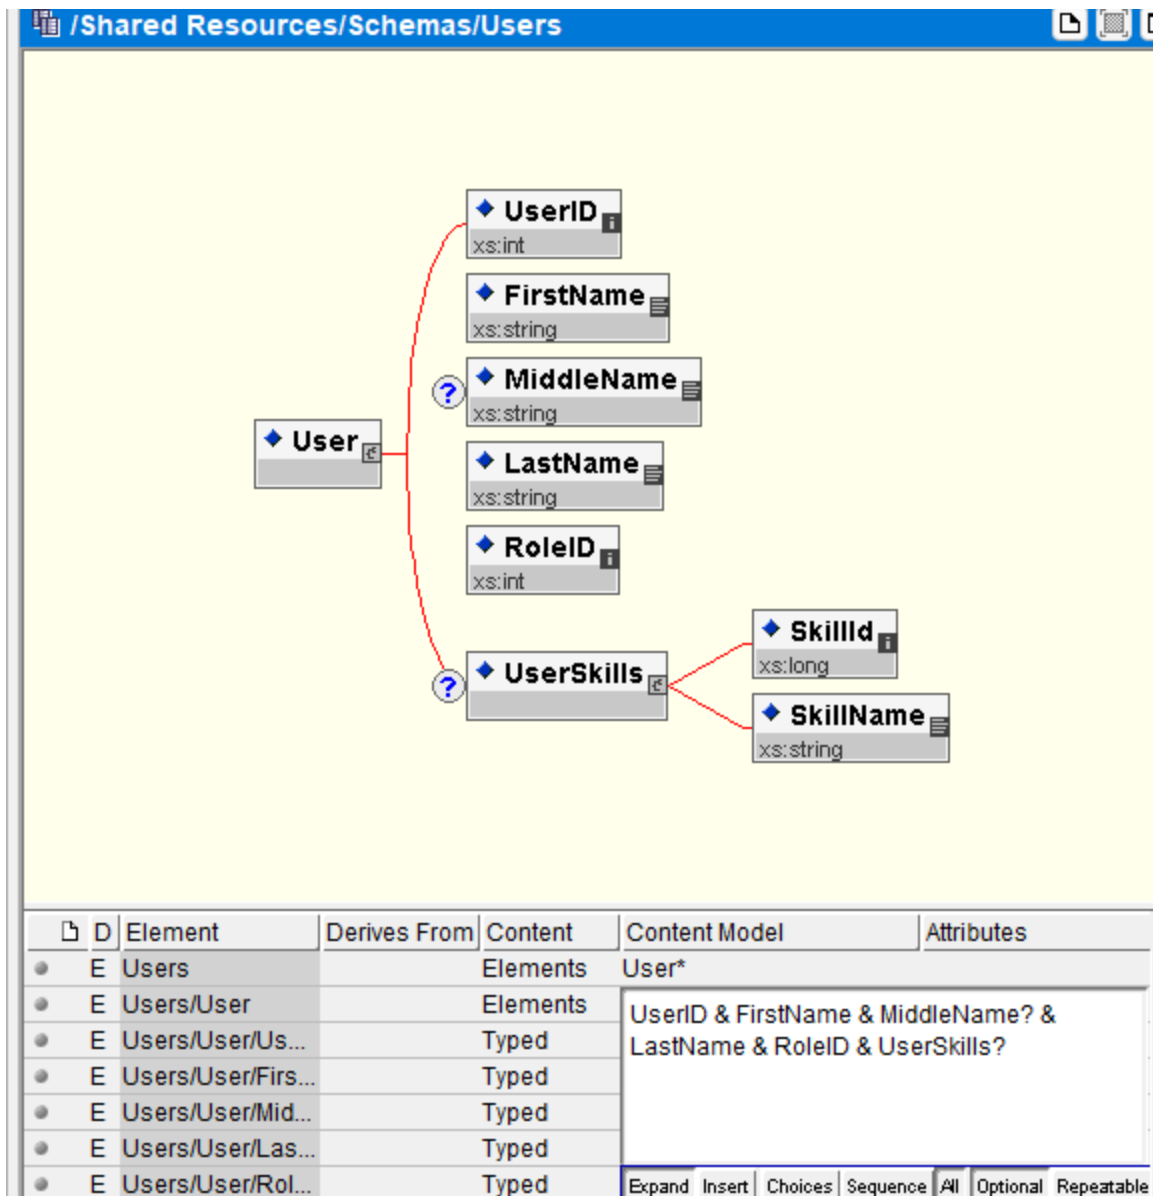 /Shared Resources/Schemas/Users
UserID
xs:int
FirstName
xs:string
?
MiddleName
xs:string
User
LastName
xs:string
RoleID
xs:int
?
UserSkills
SkillId
xs:long
SkillName
xs:string
D Element Derives From Content Content Model Attributes
E Users Elements User*
E Users/User Elements
UserID & FirstName & MiddleName? &
LastName & RoleID & UserSkills?
E Users/User/Us... Typed
E Users/User/Firs... Typed
E Users/User/Mid... Typed
E Users/User/Las... Typed
E Users/User/Rol... Typed
Expand Insert Choices Sequence All Optional Repeatable